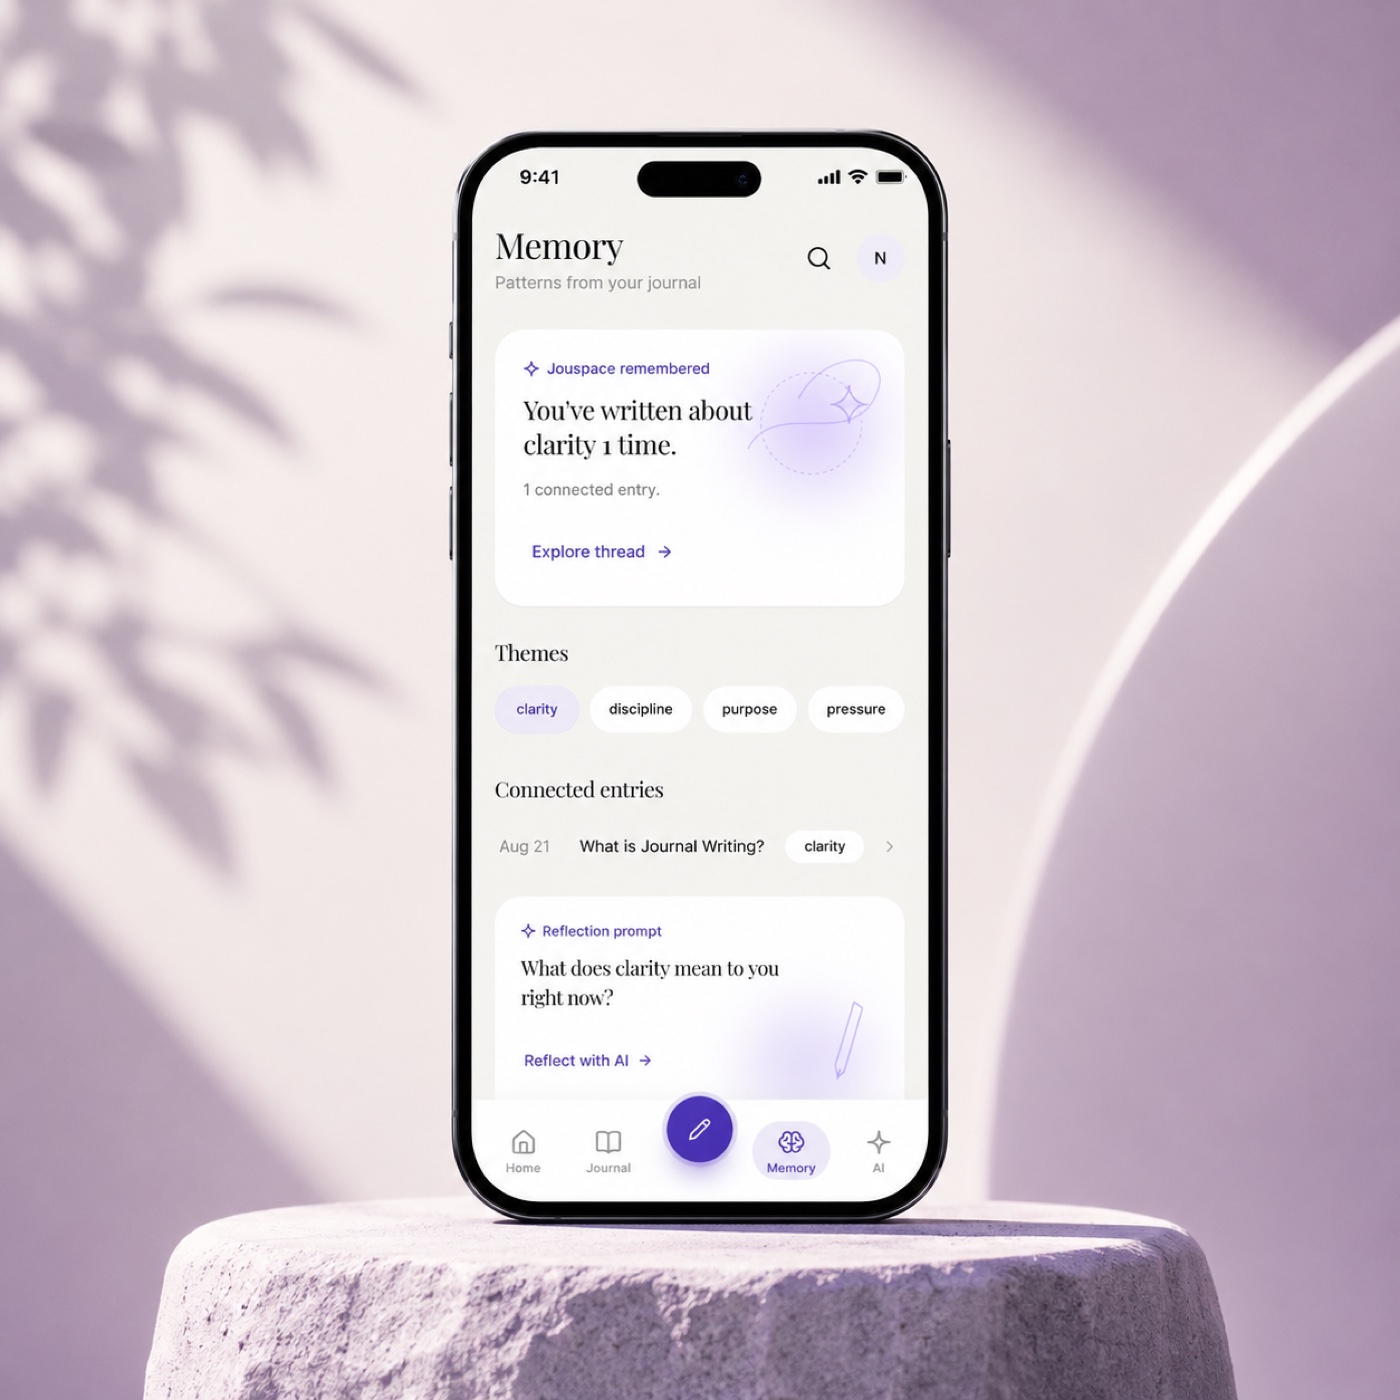 9:41
Memory
Patterns from your journal
N
Jouspace remembered
You've written about
clarity 1 time.
1 connected entry.
Explore thread →
Themes
clarity discipline purpose pressure
Connected entries
Aug 21 What is Journal Writing? clarity
Reflection prompt
What does clarity mean to you
right now?
Reflect with AI →
Home Journal Memory AI